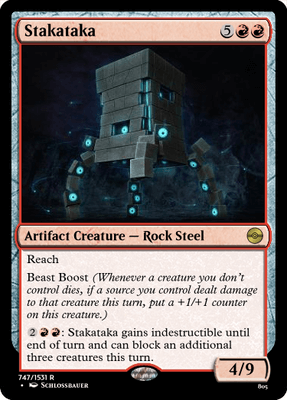 Stakataka 5
Artifact Creature — Rock Steel
Reach
Beast Boost (Whenever a creature you don't
control dies, if a source you control dealt damage
to that creature this turn, put a +1/+1 counter
on this creature.)
2: Stakataka gains indestructible until
end of turn and can block an additional
three creatures this turn.
4/9
747/1531 R
• Schlossbauer